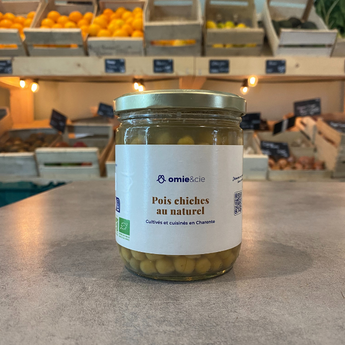 omie&cie
Pois chiches
au naturel
Cultivés et cuisinés en Charente